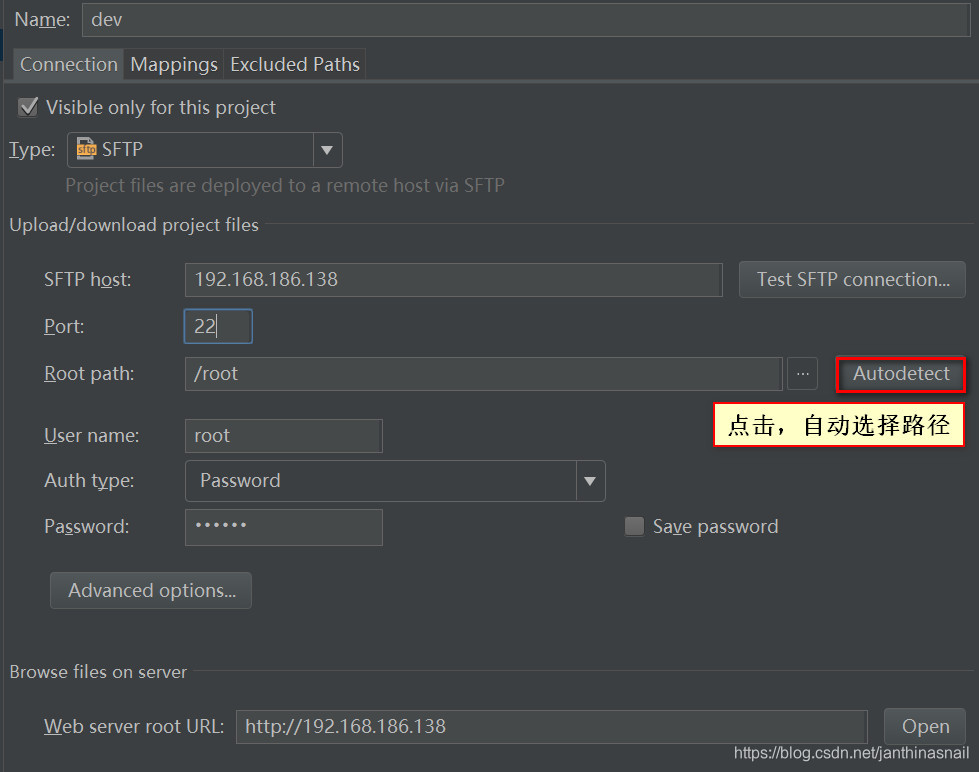 Name: dev
Connection Mappings Excluded Paths
Visible only for this project
Type: sftp SFTP
Project files are deployed to a remote host via SFTP
Upload/download project files
SFTP host: 192.168.186.138 Test SFTP connection...
Port: 22
Root path: /root ... Autodetect
点击，自动选择路径
User name: root
Auth type: Password
Password: •••••• Save password
Advanced options...
Browse files on server
Web server root URL: http://192.168.186.138 Open
https://blog.csdn.net/janthinasnail